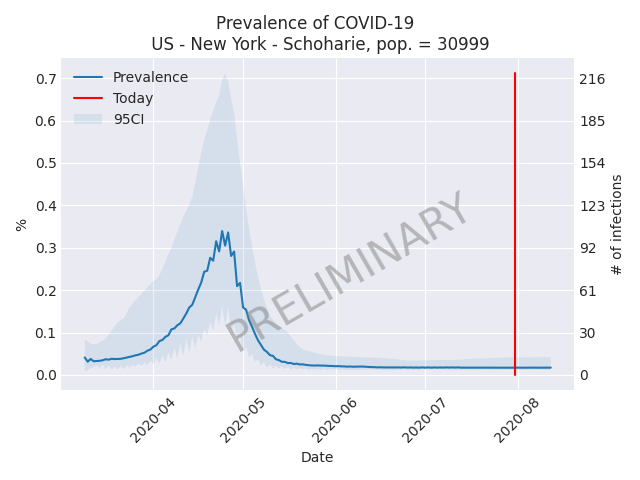 Prevalence of COVID-19
US - New York - Schoharie, pop. = 30999
Prevalence
Today
95CI
PRELIMINARY
%
0.7
0.6
0.5
0.4
0.3
0.2
0.1
0.0
216
185
154
123
92
61
30
0
# of infections
2020-04
2020-05
2020-06
2020-07
2020-08
Date